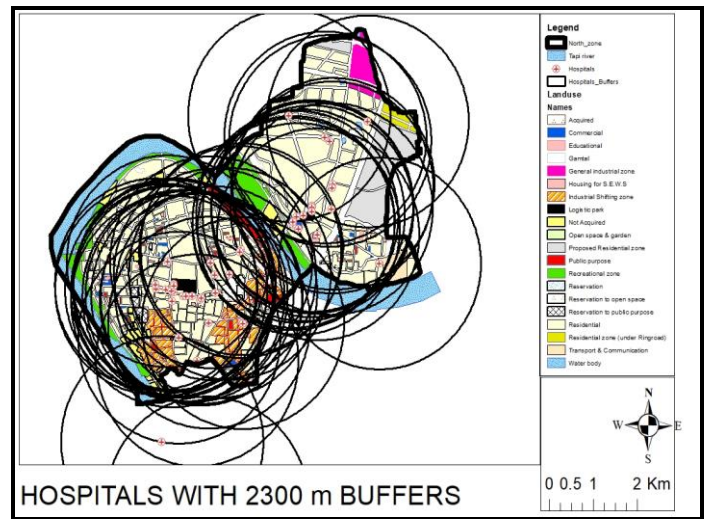 Legend
North_zone
Tapi river
Hospitals
Hospitals_Buffers
Landuse
Names
Acquired
Commercial
Educational
Gamtal
General industrial zone
Housing for S.E.W.S
Industrial Shifting zone
Logistic park
Not Acquired
Open space & garden
Proposed Residential zone
Public purpose
Recreational zone
Reservation
Reservation to open space
Reservation to public purpose
Residential
Residential zone (under Ringroad)
Transport & Communication
Water body
N
W E
S
0 0.5 1 2 Km
HOSPITALS WITH 2300 m BUFFERS